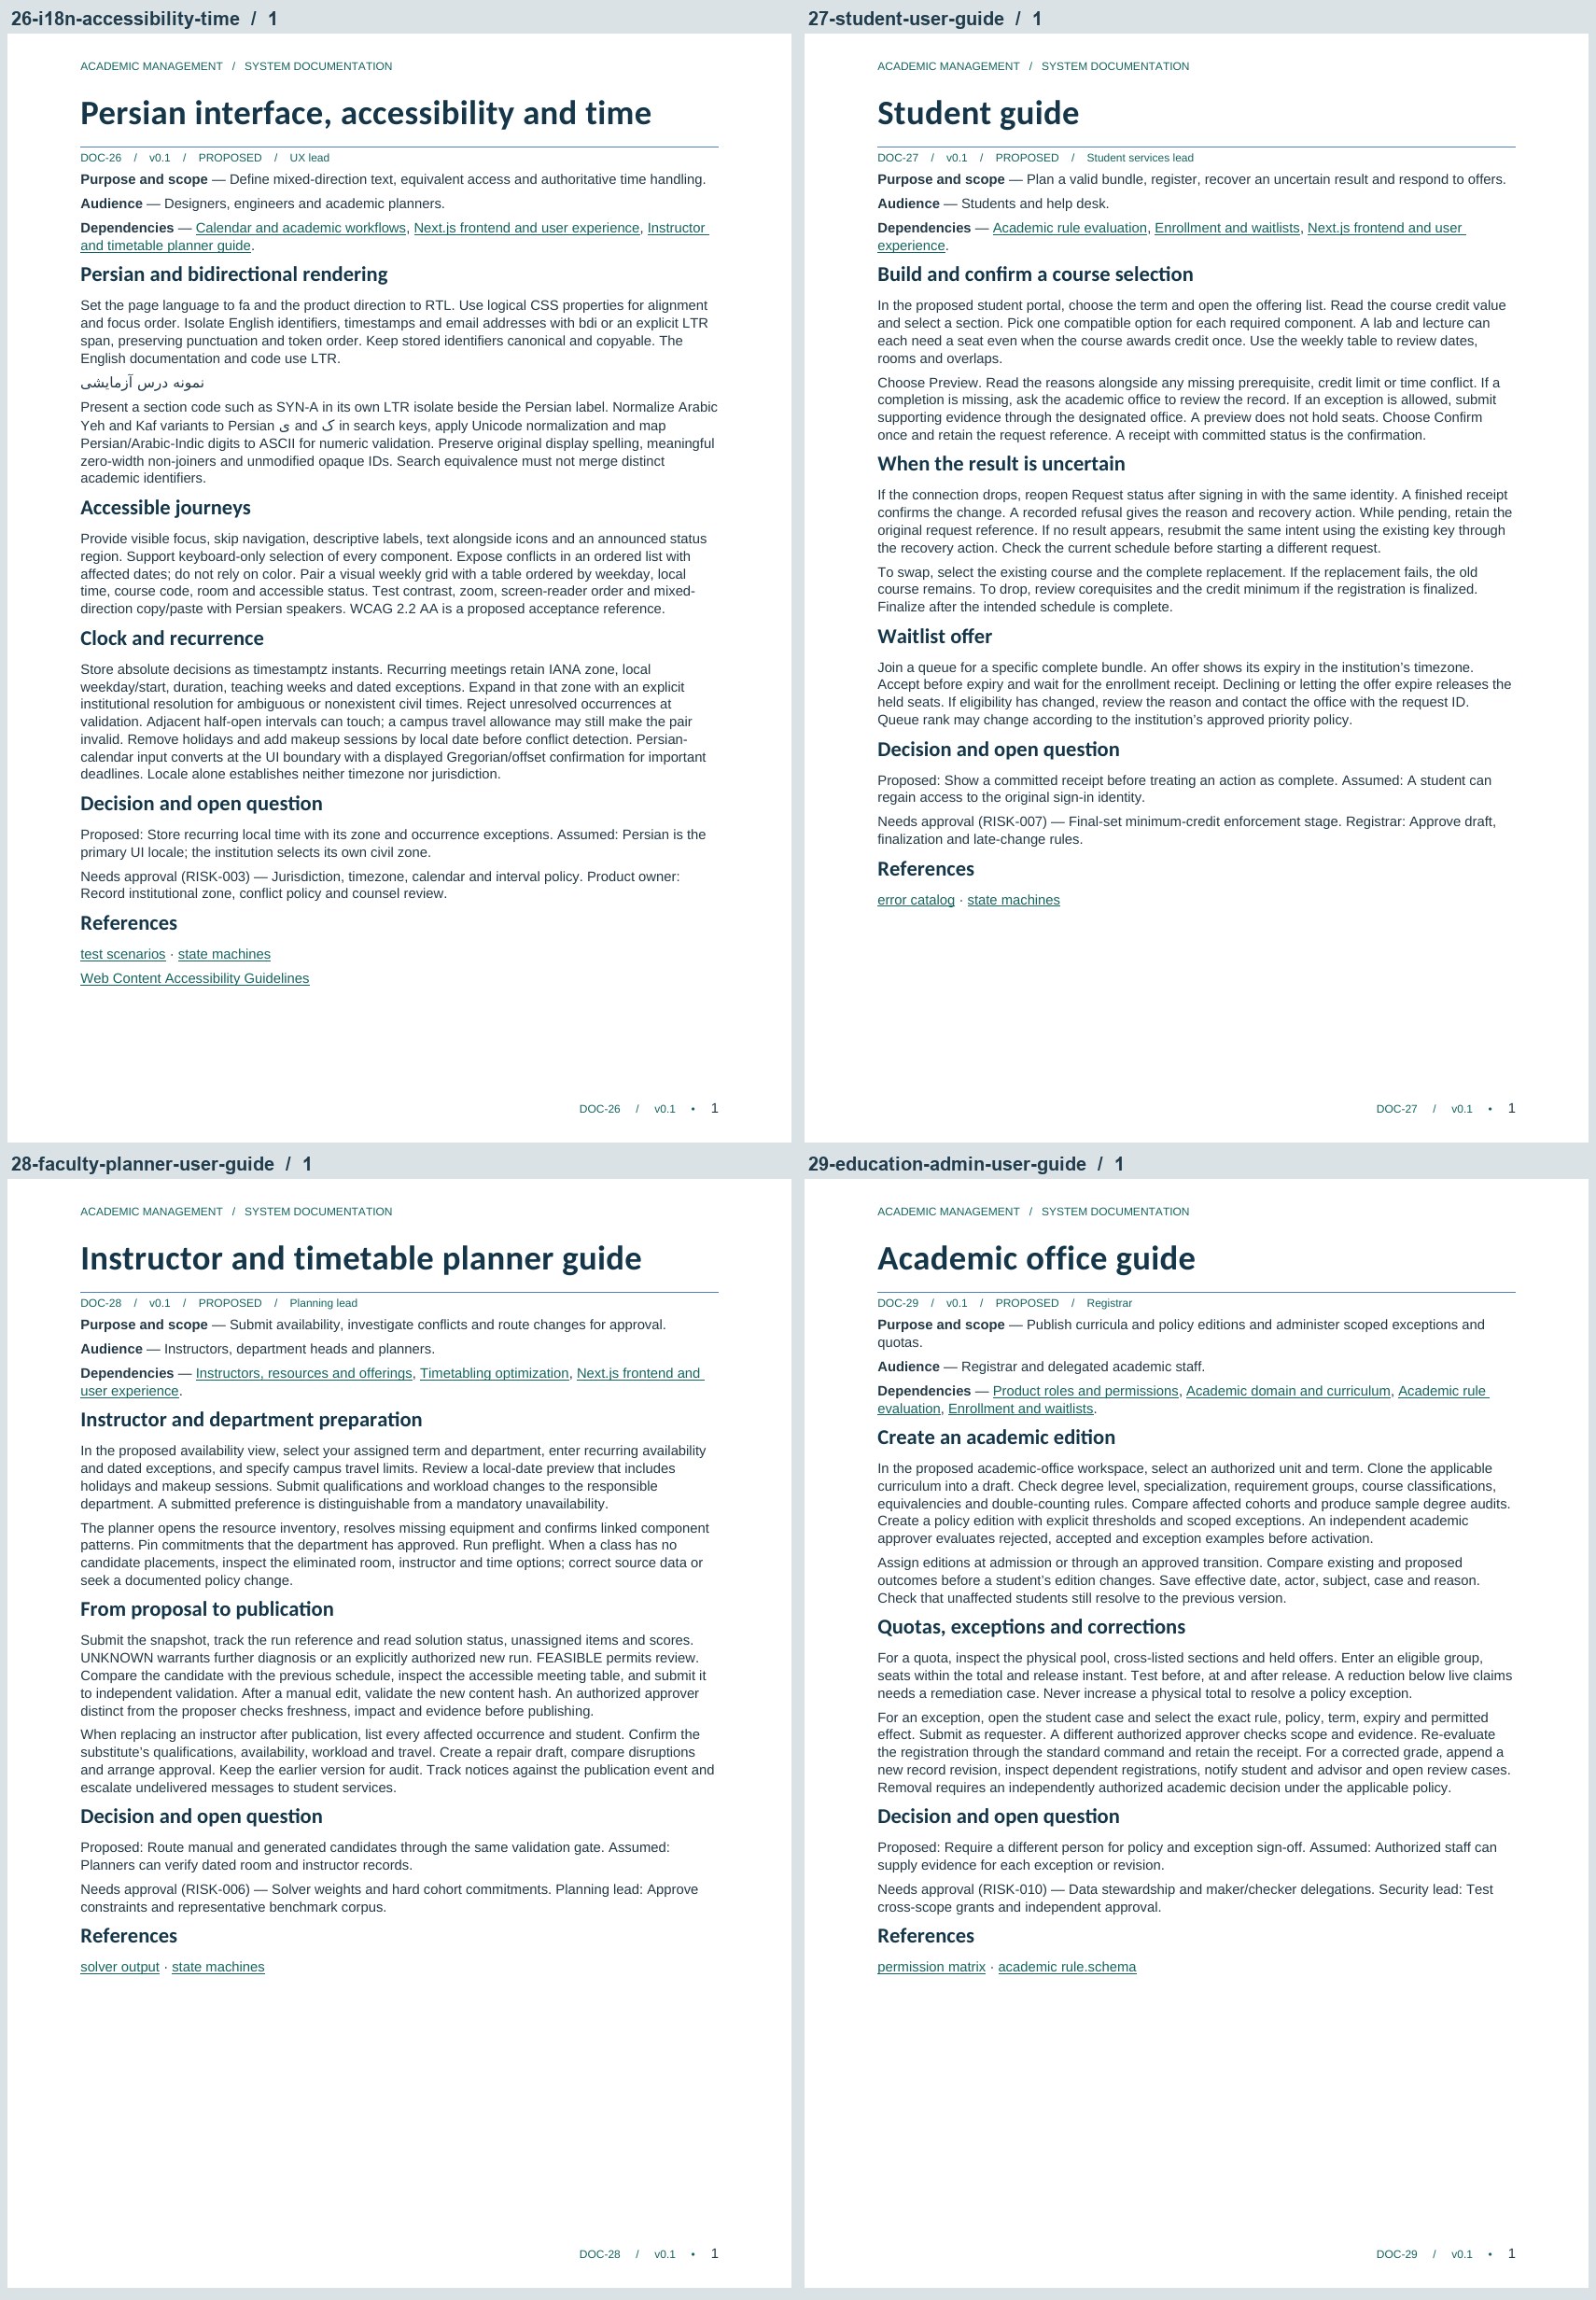 26-i18n-accessibility-time / 1
ACADEMIC MANAGEMENT / SYSTEM DOCUMENTATION
Persian interface, accessibility and time
DOC-26 / v0.1 / PROPOSED / UX lead
Purpose and scope — Define mixed-direction text, equivalent access and authoritative time handling.
Audience — Designers, engineers and academic planners.
Dependencies — Calendar and academic workflows, Next.js frontend and user experience, Instructor
and timetable planner guide.
Persian and bidirectional rendering
Set the page language to fa and the product direction to RTL. Use logical CSS properties for alignment
and focus order. Isolate English identifiers, timestamps and email addresses with bdi or an explicit LTR
span, preserving punctuation and token order. Keep stored identifiers canonical and copyable. The
English documentation and code use LTR.
نمونه درس آزمایشی
Present a section code such as SYN-A in its own LTR isolate beside the Persian label. Normalize Arabic
Yeh and Kaf variants to Persian ی and ک in search keys, apply Unicode normalization and map
Persian/Arabic-Indic digits to ASCII for numeric validation. Preserve original display spelling, meaningful
zero-width non-joiners and unmodified opaque IDs. Search equivalence must not merge distinct
academic identifiers.
Accessible journeys
Provide visible focus, skip navigation, descriptive labels, text alongside icons and an announced status
region. Support keyboard-only selection of every component. Expose conflicts in an ordered list with
affected dates; do not rely on color. Pair a visual weekly grid with a table ordered by weekday, local
time, course code, room and accessible status. Test contrast, zoom, screen-reader order and mixed-
direction copy/paste with Persian speakers. WCAG 2.2 AA is a proposed acceptance reference.
Clock and recurrence
Store absolute decisions as timestamptz instants. Recurring meetings retain IANA zone, local
weekday/start, duration, teaching weeks and dated exceptions. Expand in that zone with an explicit
institutional resolution for ambiguous or nonexistent civil times. Reject unresolved occurrences at
validation. Adjacent half-open intervals can touch; a campus travel allowance may still make the pair
invalid. Remove holidays and add makeup sessions by local date before conflict detection. Persian-
calendar input converts at the UI boundary with a displayed Gregorian/offset confirmation for important
deadlines. Locale alone establishes neither timezone nor jurisdiction.
Decision and open question
Proposed: Store recurring local time with its zone and occurrence exceptions. Assumed: Persian is the
primary UI locale; the institution selects its own civil zone.
Needs approval (RISK-003) — Jurisdiction, timezone, calendar and interval policy. Product owner:
Record institutional zone, conflict policy and counsel review.
References
test scenarios · state machines
Web Content Accessibility Guidelines
DOC-26 / v0.1 • 1
27-student-user-guide / 1
ACADEMIC MANAGEMENT / SYSTEM DOCUMENTATION
Student guide
DOC-27 / v0.1 / PROPOSED / Student services lead
Purpose and scope — Plan a valid bundle, register, recover an uncertain result and respond to offers.
Audience — Students and help desk.
Dependencies — Academic rule evaluation, Enrollment and waitlists, Next.js frontend and user
experience.
Build and confirm a course selection
In the proposed student portal, choose the term and open the offering list. Read the course credit value
and select a section. Pick one compatible option for each required component. A lab and lecture can
each need a seat even when the course awards credit once. Use the weekly table to review dates,
rooms and overlaps.
Choose Preview. Read the reasons alongside any missing prerequisite, credit limit or time conflict. If a
completion is missing, ask the academic office to review the record. If an exception is allowed, submit
supporting evidence through the designated office. A preview does not hold seats. Choose Confirm
once and retain the request reference. A receipt with committed status is the confirmation.
When the result is uncertain
If the connection drops, reopen Request status after signing in with the same identity. A finished receipt
confirms the change. A recorded refusal gives the reason and recovery action. While pending, retain the
original request reference. If no result appears, resubmit the same intent using the existing key through
the recovery action. Check the current schedule before starting a different request.
To swap, select the existing course and the complete replacement. If the replacement fails, the old
course remains. To drop, review corequisites and the credit minimum if the registration is finalized.
Finalize after the intended schedule is complete.
Waitlist offer
Join a queue for a specific complete bundle. An offer shows its expiry in the institution’s timezone.
Accept before expiry and wait for the enrollment receipt. Declining or letting the offer expire releases the
held seats. If eligibility has changed, review the reason and contact the office with the request ID.
Queue rank may change according to the institution’s approved priority policy.
Decision and open question
Proposed: Show a committed receipt before treating an action as complete. Assumed: A student can
regain access to the original sign-in identity.
Needs approval (RISK-007) — Final-set minimum-credit enforcement stage. Registrar: Approve draft,
finalization and late-change rules.
References
error catalog · state machines
DOC-27 / v0.1 • 1
28-faculty-planner-user-guide / 1
ACADEMIC MANAGEMENT / SYSTEM DOCUMENTATION
Instructor and timetable planner guide
DOC-28 / v0.1 / PROPOSED / Planning lead
Purpose and scope — Submit availability, investigate conflicts and route changes for approval.
Audience — Instructors, department heads and planners.
Dependencies — Instructors, resources and offerings, Timetabling optimization, Next.js frontend and
user experience.
Instructor and department preparation
In the proposed availability view, select your assigned term and department, enter recurring availability
and dated exceptions, and specify campus travel limits. Review a local-date preview that includes
holidays and makeup sessions. Submit qualifications and workload changes to the responsible
department. A submitted preference is distinguishable from a mandatory unavailability.
The planner opens the resource inventory, resolves missing equipment and confirms linked component
patterns. Pin commitments that the department has approved. Run preflight. When a class has no
candidate placements, inspect the eliminated room, instructor and time options; correct source data or
seek a documented policy change.
From proposal to publication
Submit the snapshot, track the run reference and read solution status, unassigned items and scores.
UNKNOWN warrants further diagnosis or an explicitly authorized new run. FEASIBLE permits review.
Compare the candidate with the previous schedule, inspect the accessible meeting table, and submit it
to independent validation. After a manual edit, validate the new content hash. An authorized approver
distinct from the proposer checks freshness, impact and evidence before publishing.
When replacing an instructor after publication, list every affected occurrence and student. Confirm the
substitute’s qualifications, availability, workload and travel. Create a repair draft, compare disruptions
and arrange approval. Keep the earlier version for audit. Track notices against the publication event and
escalate undelivered messages to student services.
Decision and open question
Proposed: Route manual and generated candidates through the same validation gate. Assumed:
Planners can verify dated room and instructor records.
Needs approval (RISK-006) — Solver weights and hard cohort commitments. Planning lead: Approve
constraints and representative benchmark corpus.
References
solver output · state machines
DOC-28 / v0.1 • 1
29-education-admin-user-guide / 1
ACADEMIC MANAGEMENT / SYSTEM DOCUMENTATION
Academic office guide
DOC-29 / v0.1 / PROPOSED / Registrar
Purpose and scope — Publish curricula and policy editions and administer scoped exceptions and
quotas.
Audience — Registrar and delegated academic staff.
Dependencies — Product roles and permissions, Academic domain and curriculum, Academic rule
evaluation, Enrollment and waitlists.
Create an academic edition
In the proposed academic-office workspace, select an authorized unit and term. Clone the applicable
curriculum into a draft. Check degree level, specialization, requirement groups, course classifications,
equivalencies and double-counting rules. Compare affected cohorts and produce sample degree audits.
Create a policy edition with explicit thresholds and scoped exceptions. An independent academic
approver evaluates rejected, accepted and exception examples before activation.
Assign editions at admission or through an approved transition. Compare existing and proposed
outcomes before a student’s edition changes. Save effective date, actor, subject, case and reason.
Check that unaffected students still resolve to the previous version.
Quotas, exceptions and corrections
For a quota, inspect the physical pool, cross-listed sections and held offers. Enter an eligible group,
seats within the total and release instant. Test before, at and after release. A reduction below live claims
needs a remediation case. Never increase a physical total to resolve a policy exception.
For an exception, open the student case and select the exact rule, policy, term, expiry and permitted
effect. Submit as requester. A different authorized approver checks scope and evidence. Re-evaluate
the registration through the standard command and retain the receipt. For a corrected grade, append a
new record revision, inspect dependent registrations, notify student and advisor and open review cases.
Removal requires an independently authorized academic decision under the applicable policy.
Decision and open question
Proposed: Require a different person for policy and exception sign-off. Assumed: Authorized staff can
supply evidence for each exception or revision.
Needs approval (RISK-010) — Data stewardship and maker/checker delegations. Security lead: Test
cross-scope grants and independent approval.
References
permission matrix · academic rule.schema
DOC-29 / v0.1 • 1